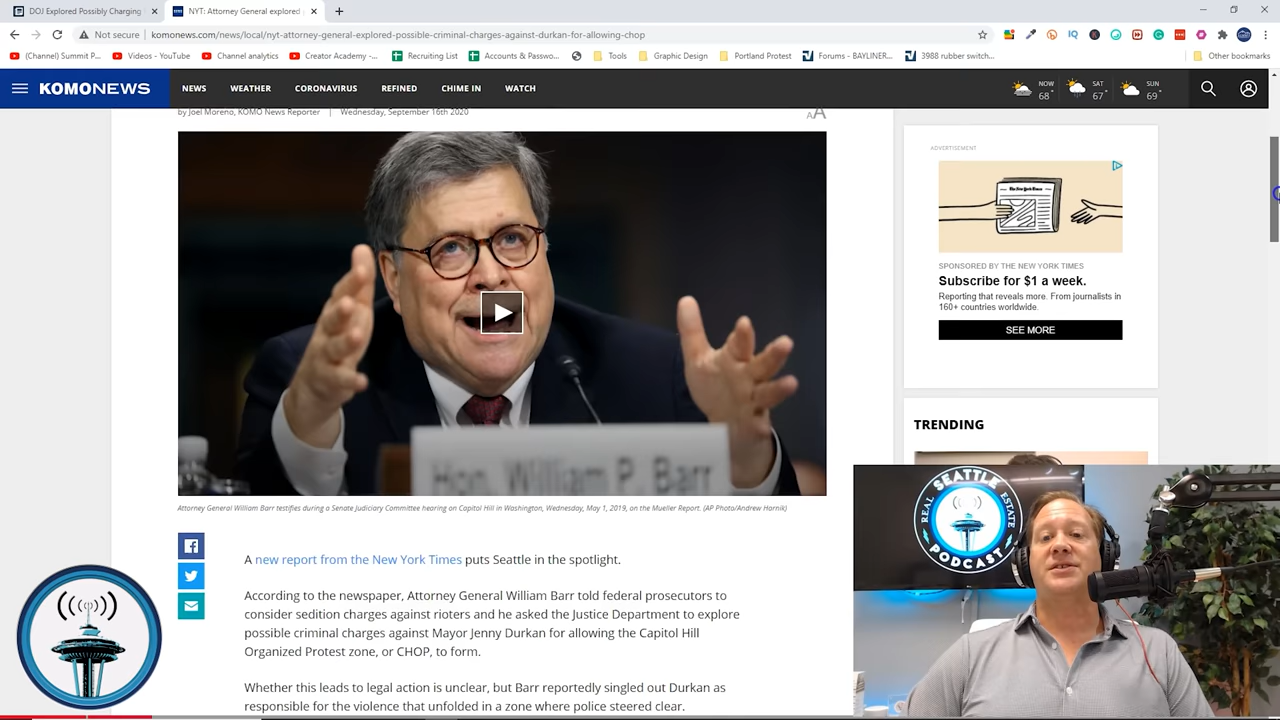 DOJ Explored Possibly Charging
NYT: Attorney General explored
Not secure
komonews.com/news/local/nyt-attorney-general-explored-possible-criminal-charges-against-durkan-for-allowing-chop
(Channel) Summit P...
Videos - YouTube
Channel analytics
Creator Academy -...
Recruiting List
Accounts & Passwo...
Tools
Graphic Design
Portland Protest
Forums - BAYLINER...
3988 rubber switch...
Other bookmarks
KOMONEWS
NEWS
WEATHER
CORONAVIRUS
REFINED
CHIME IN
WATCH
NOW
68°
SAT
67°
SUN
69°
by Joel Moreno, KOMO News Reporter | Wednesday, September 16th 2020
AA
Hon. William P. Barr
Attorney General William Barr testifies during a Senate Judiciary Committee hearing on Capitol Hill in Washington, Wednesday, May 1, 2019, on the Mueller Report. (AP Photo/Andrew Harnik)
A new report from the New York Times puts Seattle in the spotlight.
According to the newspaper, Attorney General William Barr told federal prosecutors to
consider sedition charges against rioters and he asked the Justice Department to explore
possible criminal charges against Mayor Jenny Durkan for allowing the Capitol Hill
Organized Protest zone, or CHOP, to form.
Whether this leads to legal action is unclear, but Barr reportedly singled out Durkan as
responsible for the violence that unfolded in a zone where police steered clear.
ADVERTISEMENT
The New York Times
SPONSORED BY THE NEW YORK TIMES
Subscribe for $1 a week.
Reporting that reveals more. From journalists in
160+ countries worldwide.
SEE MORE
TRENDING
SEATTLE
REAL ESTATE
PODCAST